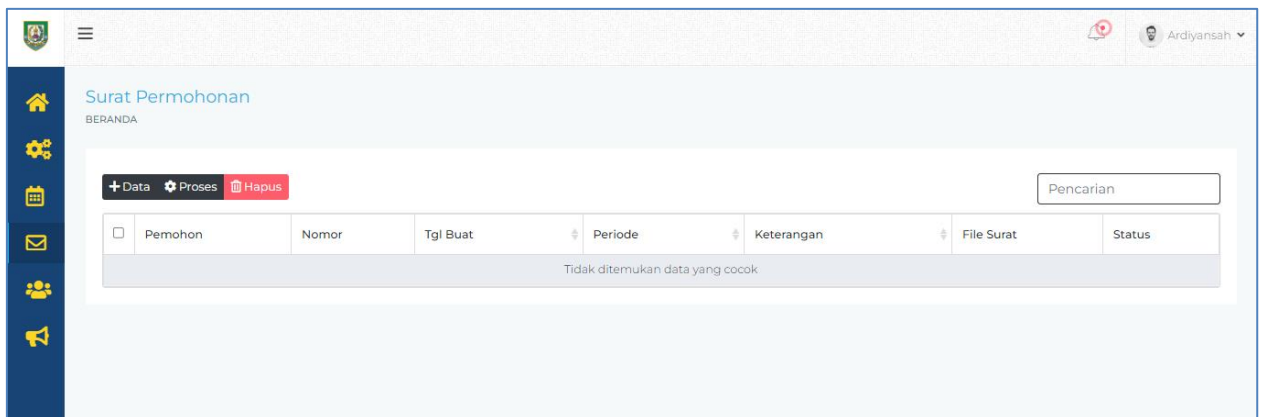 Ardiyansah
Surat Permohonan
BERANDA
+Data Proses Hapus
Pencarian
Pemohon Nomor Tgl Buat Periode Keterangan File Surat Status
Tidak ditemukan data yang cocok